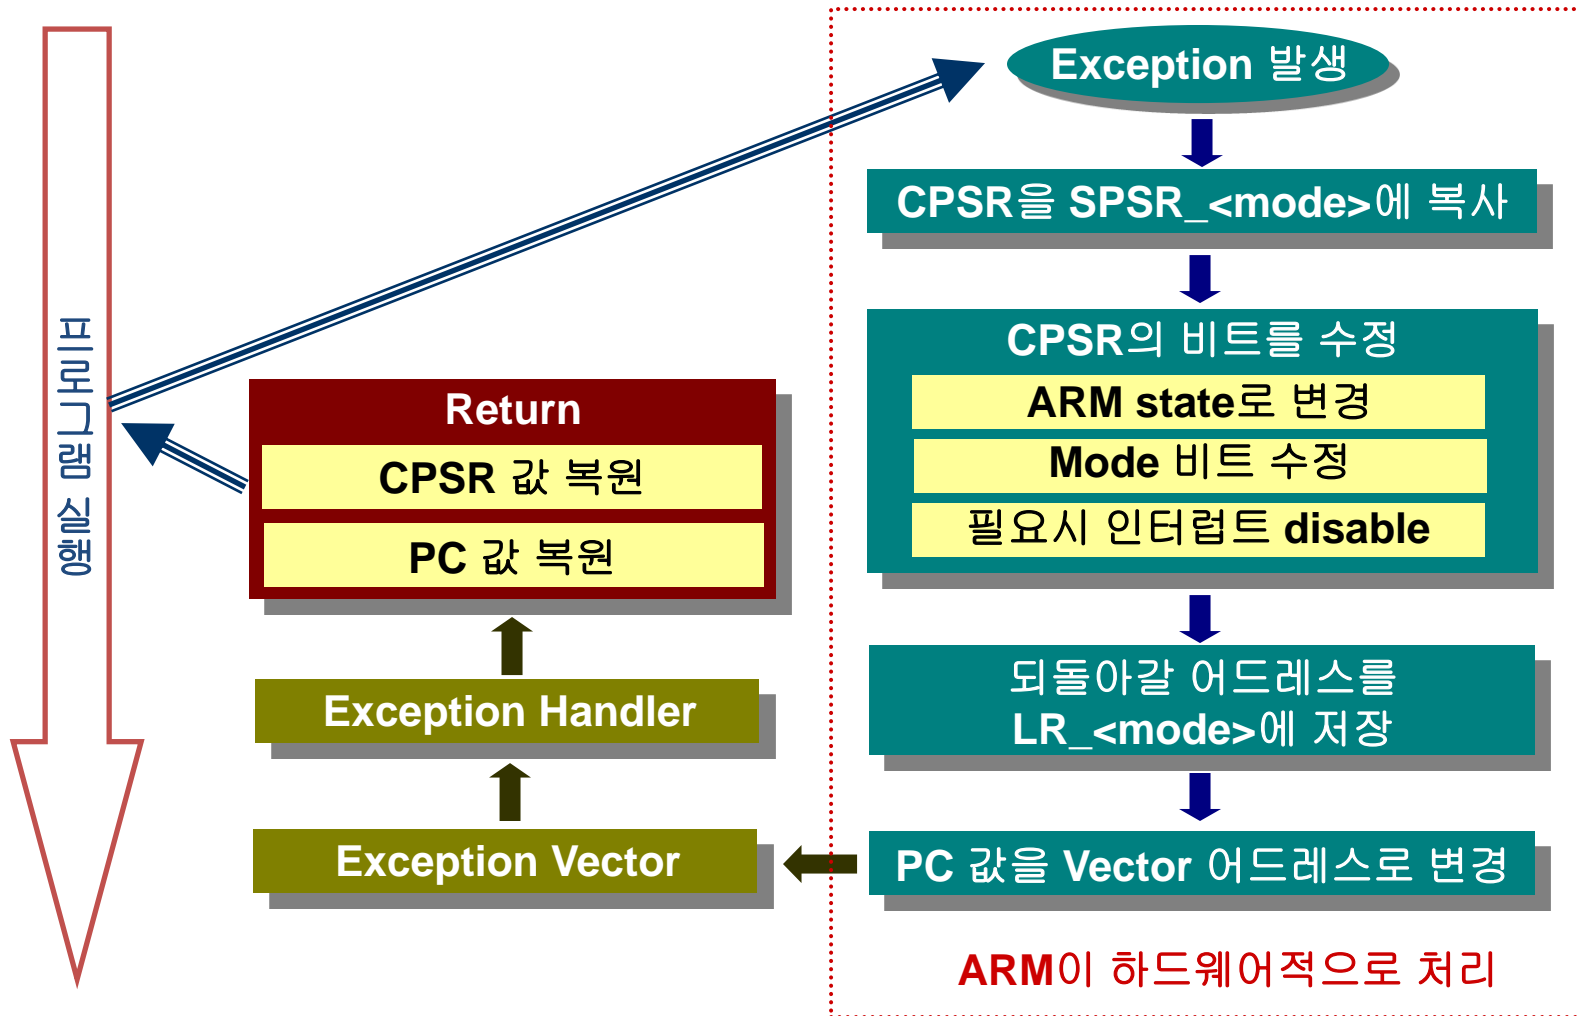 프로그램 실행
Exception 발생
CPSR을 SPSR_<mode>에 복사
CPSR의 비트를 수정
ARM state로 변경
Mode 비트 수정
필요시 인터럽트 disable
되돌아갈 어드레스를
LR_<mode>에 저장
PC 값을 Vector 어드레스로 변경
ARM이 하드웨어적으로 처리
Exception Vector
Exception Handler
Return
CPSR 값 복원
PC 값 복원